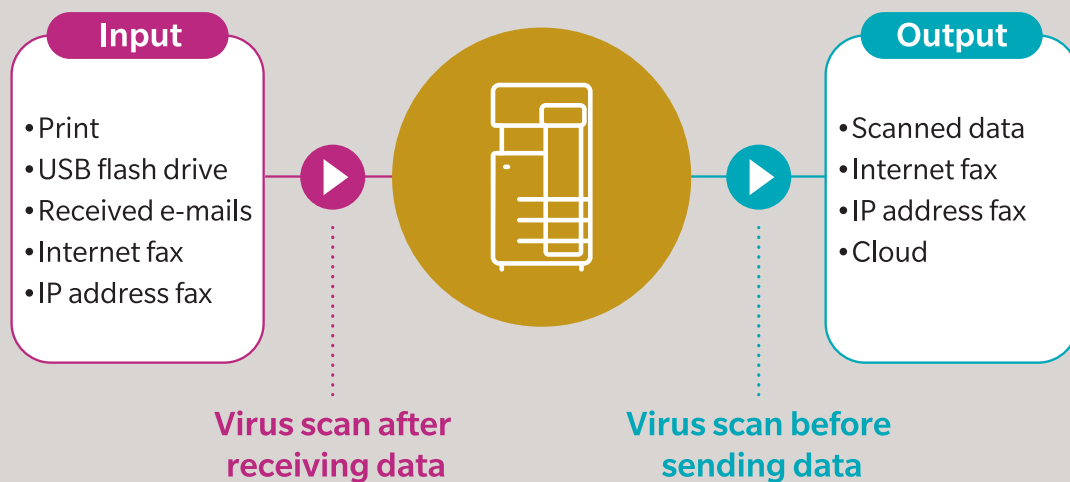 Input
•Print
•USB flash drive
•Received e-mails
•Internet fax
•IP address fax
Virus scan after
receiving data
Output
•Scanned data
•Internet fax
•IP address fax
•Cloud
Virus scan before
sending data